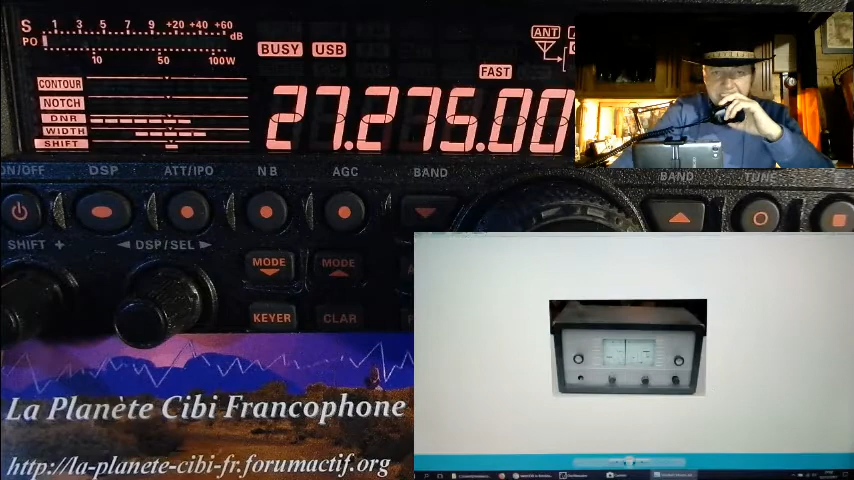 S 1 3 5 7 9 +20 +40 +60 dB
PO
10 50 100W
BUSY USB
ANT
FAST
CONTOUR
NOTCH
DNR
WIDTH
SHIFT
27.275.00
ON/OFF DSP ATT/IPO NB AGC BAND
BAND TUNE
SHIFT +
◄ DSP/SEL ►
MODE MODE
KEYER CLAR
La Planète Cibi Francophone
http://la-planete-cibi-fr.forumactif.org